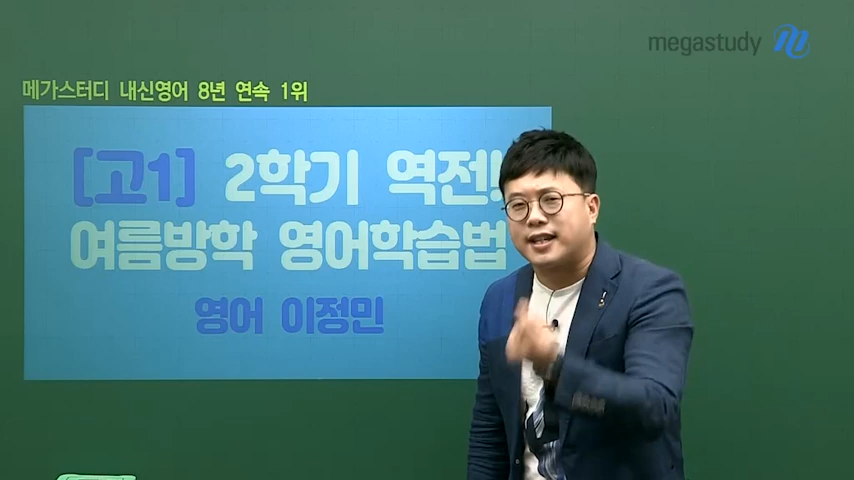 megastudy
메가스터디 내신영어 8년 연속 1위
[고1] 2학기 역전!
여름방학 영어학습법
영어 이정민